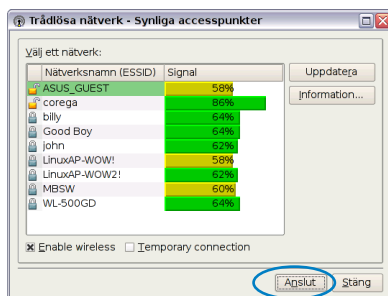 Trådlösa nätverk - Synliga accesspunkter
Välj ett nätverk:
Nätverksnamn (ESSID) Signal
ASUS_GUEST 58%
corega 86%
billy 64%
Good Boy 64%
john 62%
LinuxAP-WOW! 58%
LinuxAP-WOW2! 62%
MBSW 60%
WL-500GD 64%
Uppdatera
Information...
Enable wireless Temporary connection
Anslut Stäng